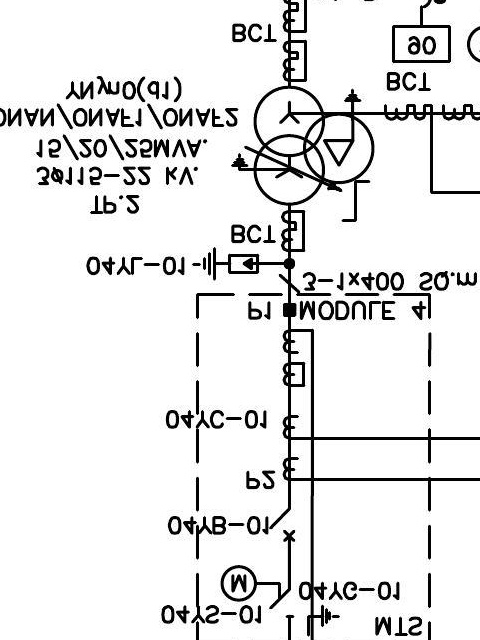 MTS
04YS-01
04YG-01
M
04YB-01
P2
04YC-01
P1
MODULE 4
3-1x400 SQ.m
04YL-01
BCT
TP.2
3ø115-22 kV.
15/20/25MVA.
ONAN/ONAF1/ONAF2
YNyn0(d1)
BCT
90
BCT